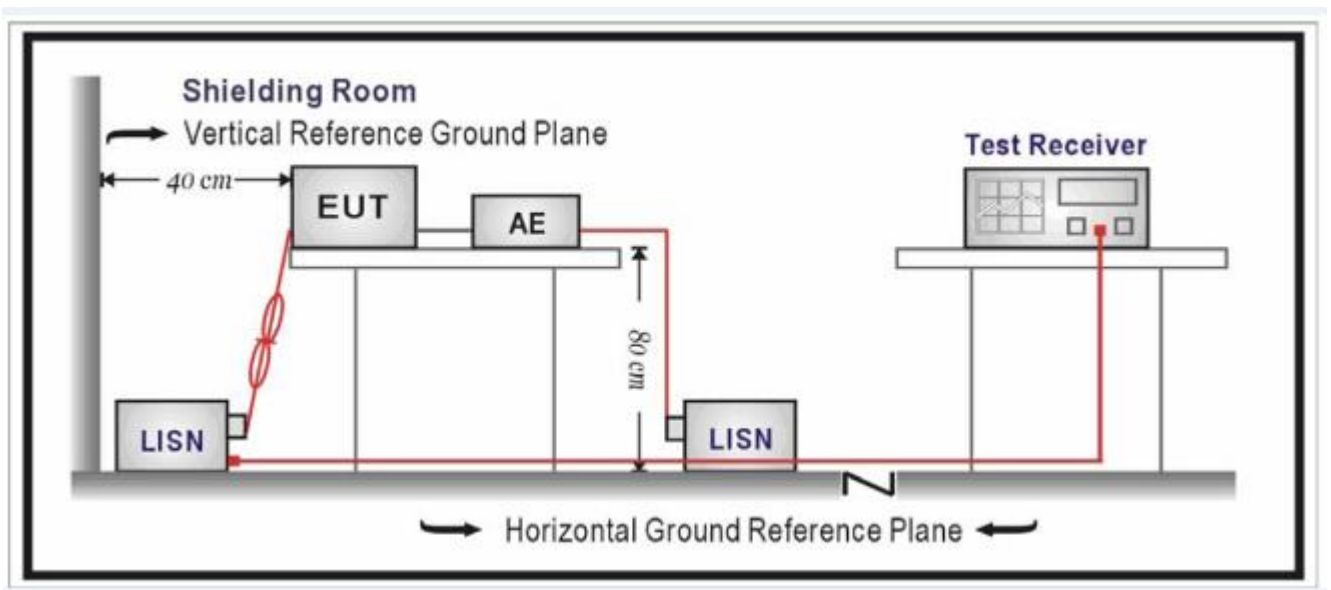 Shielding Room
Vertical Reference Ground Plane
Test Receiver
40 cm
EUT
AE
80 cm
LISN
LISN
Horizontal Ground Reference Plane